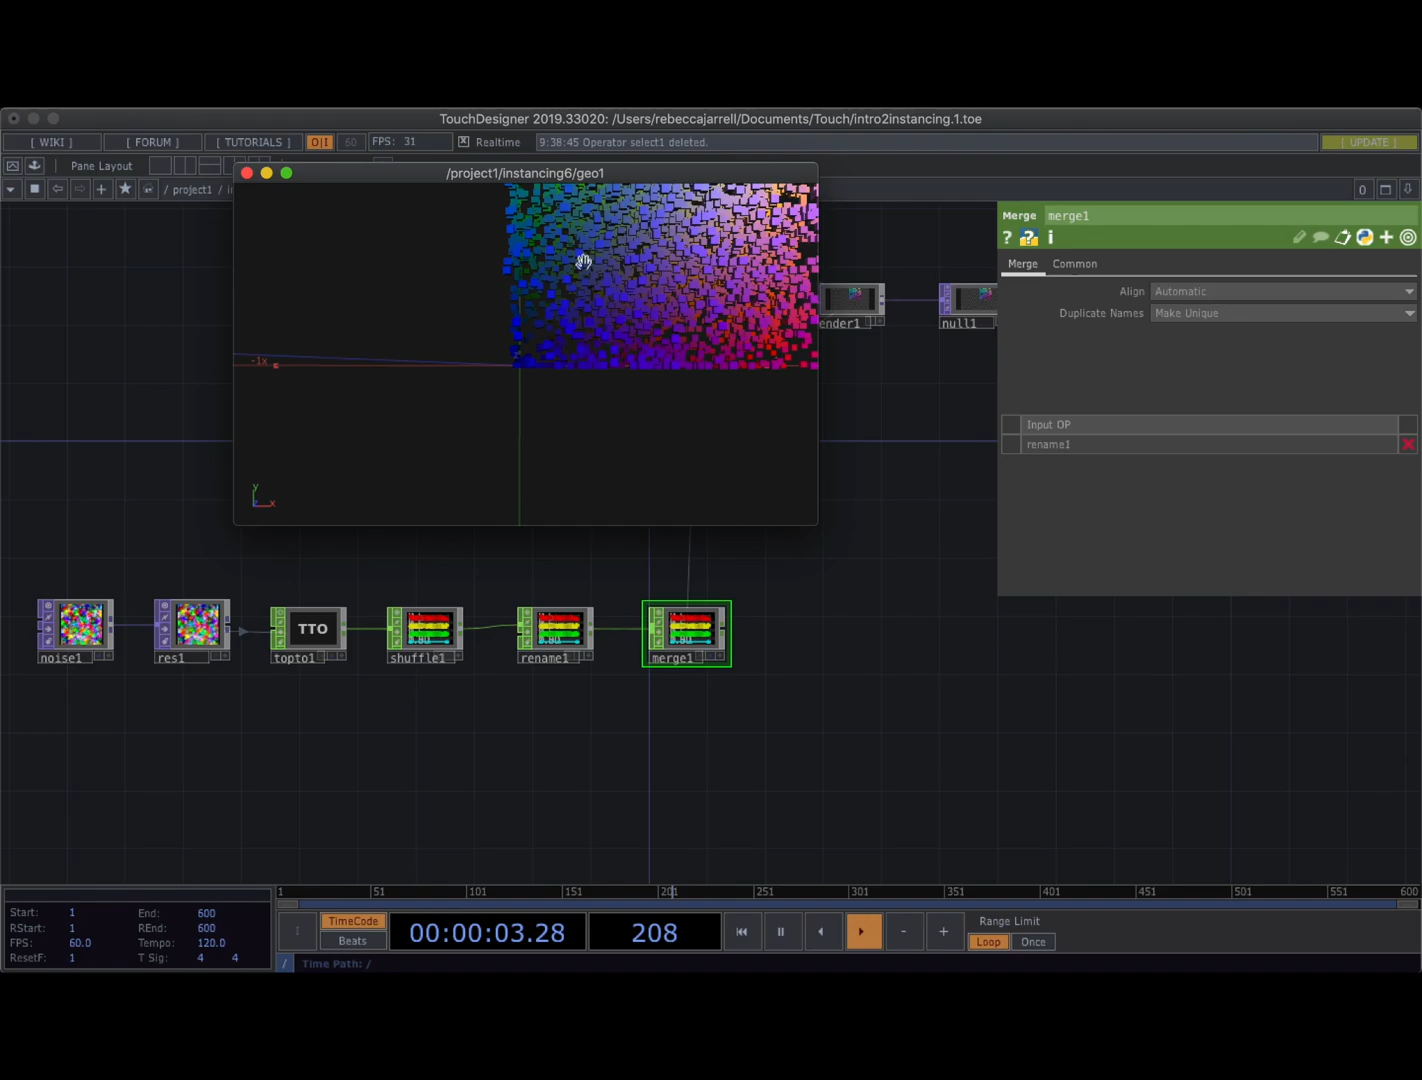 TouchDesigner 2019.33020: /Users/rebeccajarrell/Documents/Touch/intro2instancing.1.toe
[ WIKI ] [ FORUM ] [ TUTORIALS ] O|I 60 FPS: 31 Realtime 9:38:45 Operator select1 deleted. [ UPDATE ]
Pane Layout
/project1/instancing6/geo1
/ project1 / 0
Merge merge1
? ? i
Merge Common
Align Automatic
Duplicate Names Make Unique
Input OP
rename1
-1x
y
x
ender1 null1
TTO
noise1 res1 topto1 shuffle1 rename1 merge1
1 51 101 151 201 251 301 351 401 451 501 551 600
Start: 1 End: 600
RStart: 1 REnd: 600
FPS: 60.0 Tempo: 120.0
ResetF: 1 T Sig: 4 4
TimeCode
Beats
00:00:03.28 208
- +
Range Limit
Loop Once
/ Time Path: /